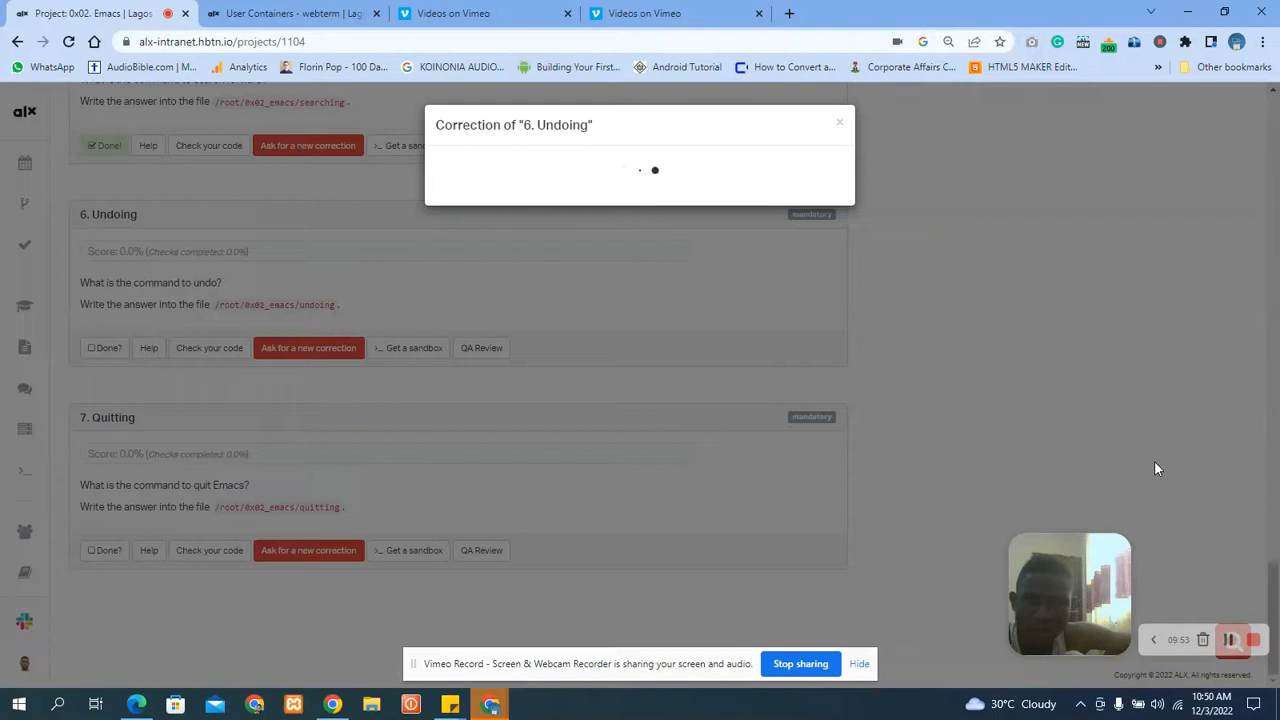 Project: 0x02. Emacs | Lagos
User Containers - webterm | Lag
Videos on Vimeo
Videos on Vimeo
alx-intranet.hbtn.io/projects/1104
200
WhatsApp
AudioBible.com | M...
Analytics
Florin Pop - 100 Da...
KOINONIA AUDIO...
Building Your First...
Android Tutorial
How to Convert a...
Corporate Affairs C...
HTML5 MAKER Edit...
Other bookmarks
alx
Write the answer into the file /root/0x02_emacs/searching.
Done! Help Check your code Ask for a new correction >_ Get a sandb
Correction of "6. Undoing" ×
6. Undoing mandatory
Score: 0.0% (Checks completed: 0.0%)
What is the command to undo?
Write the answer into the file /root/0x02_emacs/undoing.
Done? Help Check your code Ask for a new correction >_ Get a sandbox QA Review
7. Quitting mandatory
Score: 0.0% (Checks completed: 0.0%)
What is the command to quit Emacs?
Write the answer into the file /root/0x02_emacs/quitting.
Done? Help Check your code Ask for a new correction >_ Get a sandbox QA Review
09:53
Vimeo Record - Screen & Webcam Recorder is sharing your screen and audio. Stop sharing Hide
Copyright © 2022 ALX, All rights reserved.
30°C Cloudy
10:50 AM
12/3/2022